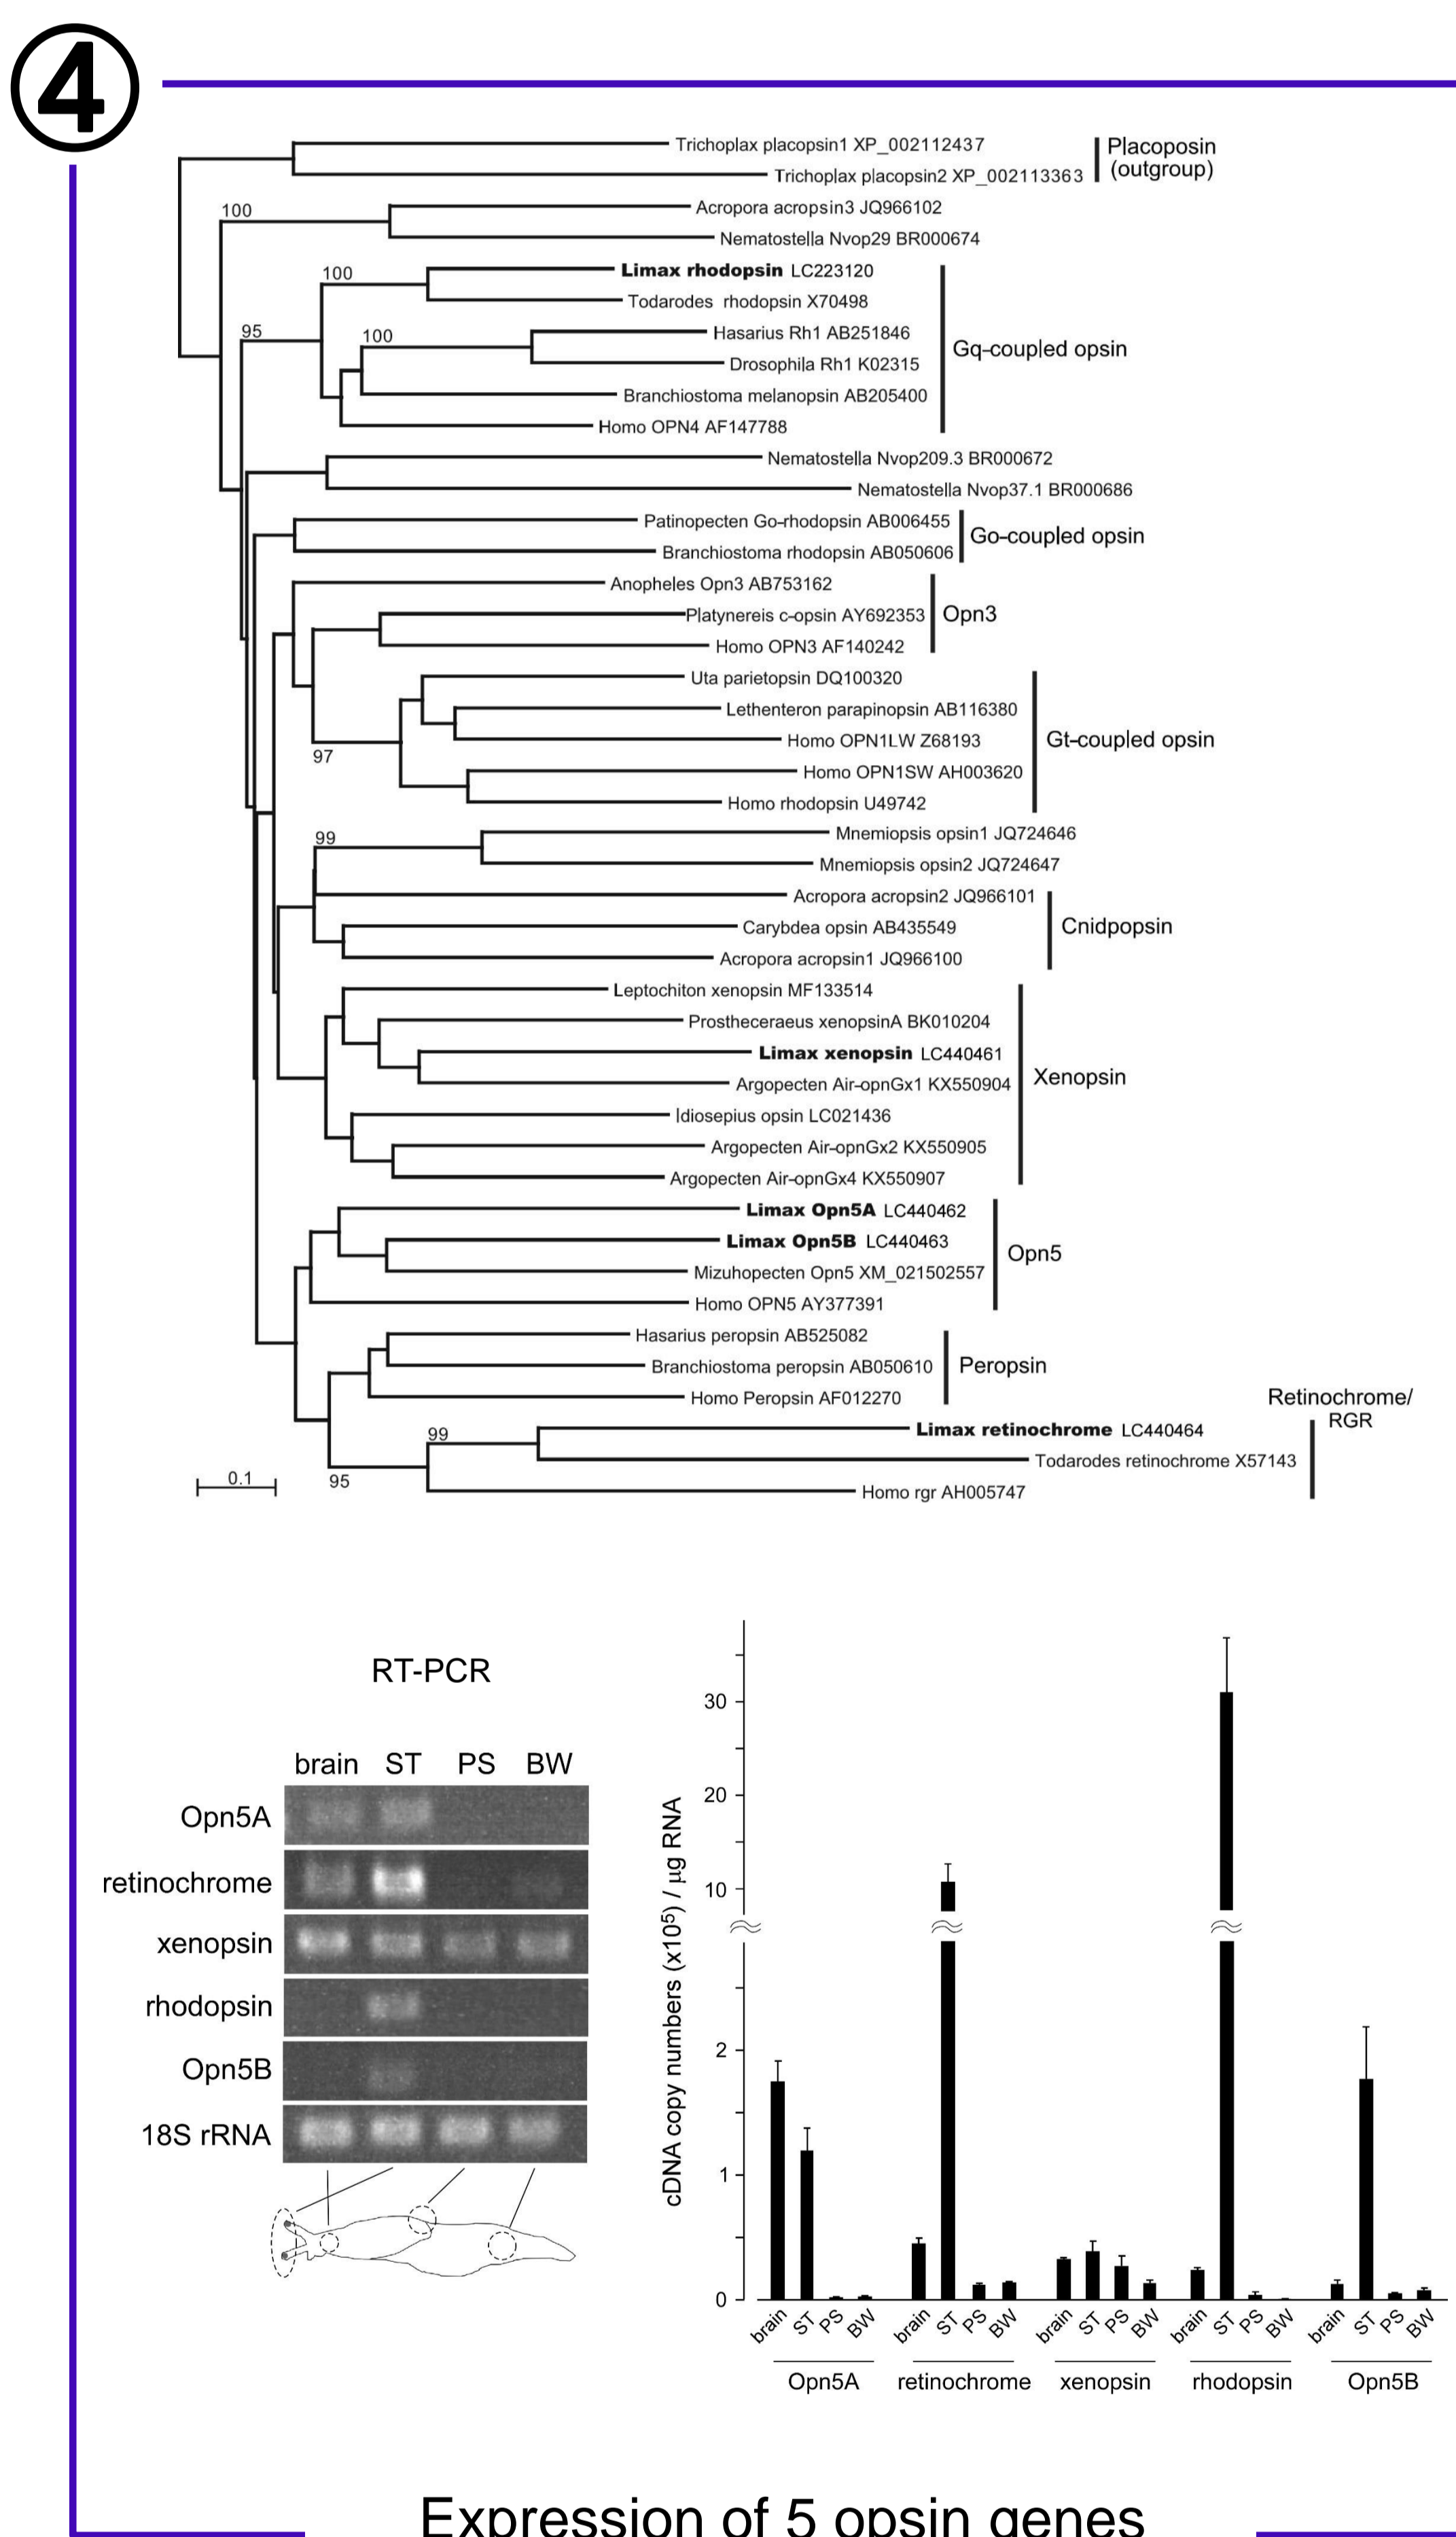 4
Trichoplax placopsin1 XP_002112437
Trichoplax placopsin2 XP_002113363
Placoposin
(outgroup)
100
Acropora acropsin3 JQ966102
Nematostella Nvop29 BR000674
100
Limax rhodopsin LC223120
Todarodes rhodopsin X70498
95
100
Hasarius Rh1 AB251846
Drosophila Rh1 K02315
Gq-coupled opsin
Branchiostoma melanopsin AB205400
Homo OPN4 AF147788
Nematostella Nvop209.3 BR000672
Nematostella Nvop37.1 BR000686
Patinopecten Go-rhodopsin AB006455
Go-coupled opsin
Branchiostoma rhodopsin AB050606
Anopheles Opn3 AB753162
Platynereis c-opsin AY692353
Opn3
Homo OPN3 AF140242
Uta parietopsin DQ100320
Lethenteron parapinopsin AB116380
Homo OPN1LW Z68193
Gt-coupled opsin
97
Homo OPN1SW AH003620
Homo rhodopsin U49742
99
Mnemiopsis opsin1 JQ724646
Mnemiopsis opsin2 JQ724647
Acropora acropsin2 JQ966101
Carybdea opsin AB435549
Cnidpopsin
Acropora acropsin1 JQ966100
Leptochiton xenopsin MF133514
Prostheceraeus xenopsinA BK010204
Limax xenopsin LC440461
Xenopsin
Argopecten Air-opnGx1 KX550904
Idiosepius opsin LC021436
Argopecten Air-opnGx2 KX550905
Argopecten Air-opnGx4 KX550907
Limax Opn5A LC440462
Limax Opn5B LC440463
Opn5
Mizuhopecten Opn5 XM_021502557
Homo OPN5 AY377391
Hasarius peropsin AB525082
Branchiostoma peropsin AB050610
Peropsin
Homo Peropsin AF012270
Retinochrome/
RGR
99
Limax retinochrome LC440464
Todarodes retinochrome X57143
95
Homo rgr AH005747
0.1
RT-PCR
brain ST PS BW
Opn5A
retinochrome
xenopsin
rhodopsin
Opn5B
18S rRNA
cDNA copy numbers (x10⁵) / µg RNA
30
20
10
2
1
0
brain ST PS BW brain ST PS BW brain ST PS BW brain ST PS BW brain ST PS BW
Opn5A retinochrome xenopsin rhodopsin Opn5B
Expression of 5 opsin genes